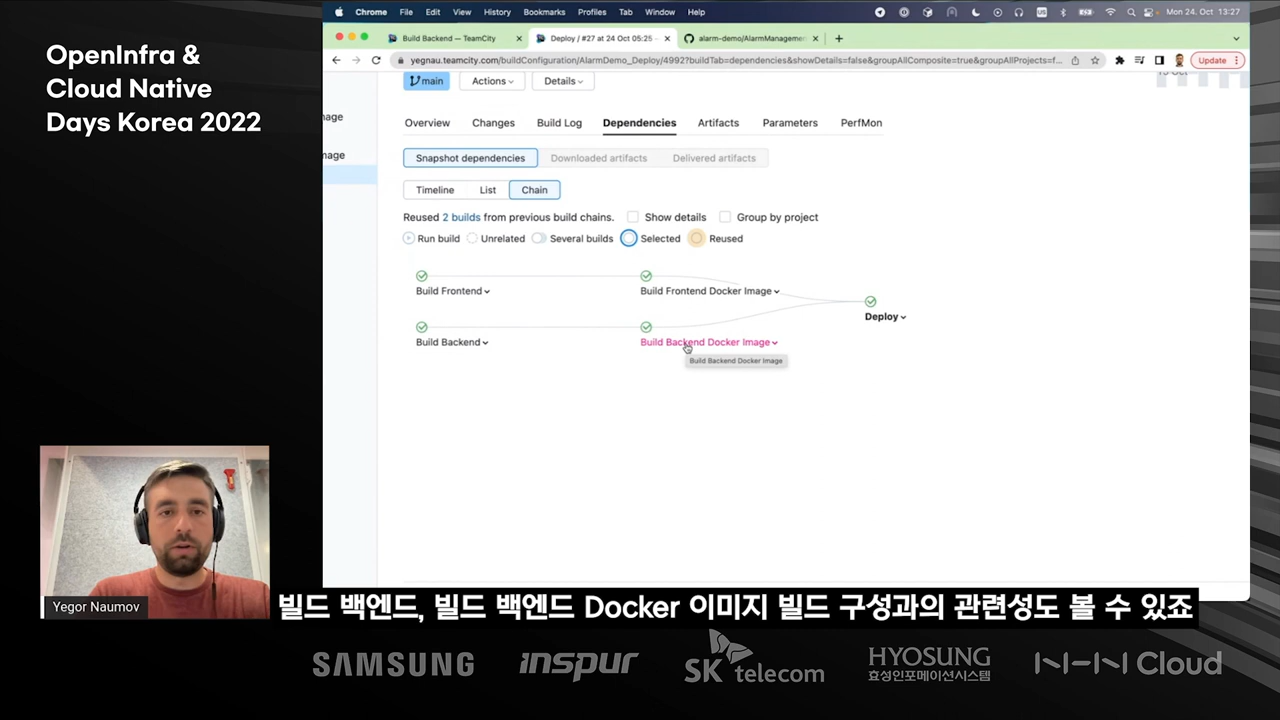 OpenInfra &
Cloud Native
Days Korea 2022
Chrome File Edit View History Bookmarks Profiles Tab Window Help
Mon 24. Oct 13:27
Build Backend — TeamCity
Deploy / #27 at 24 Oct 05:25
alarm-demo/AlarmManageme
yegnau.teamcity.com/buildConfiguration/AlarmDemo_Deploy/4992?buildTab=dependencies&showDetails=false&groupAllComposite=true&groupAllProjects=f...
Update
main
Actions
Details
nage
Overview Changes Build Log Dependencies Artifacts Parameters PerfMon
mage
Snapshot dependencies Downloaded artifacts Delivered artifacts
Timeline List Chain
Reused 2 builds from previous build chains. Show details Group by project
Run build Unrelated Several builds Selected Reused
Build Frontend
Build Frontend Docker Image
Deploy
Build Backend
Build Backend Docker Image
Build Backend Docker Image
Yegor Naumov
빌드 백엔드, 빌드 백엔드 Docker 이미지 빌드 구성과의 관련성도 볼 수 있죠
SAMSUNG
inspur
SK telecom
HYOSUNG
효성인포메이션시스템
NHN Cloud